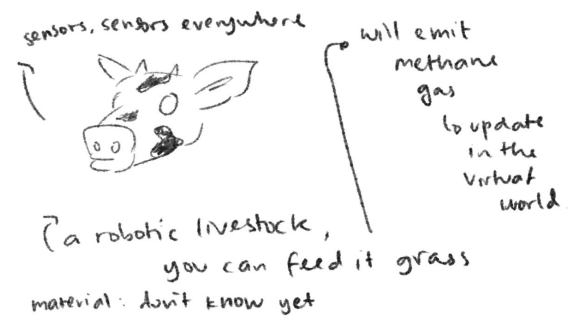 sensors, sensors everywhere
will emit
methane
gas
↳ update
in the
virtual
world
a robotic livestock,
you can feed it grass
material: don't know yet